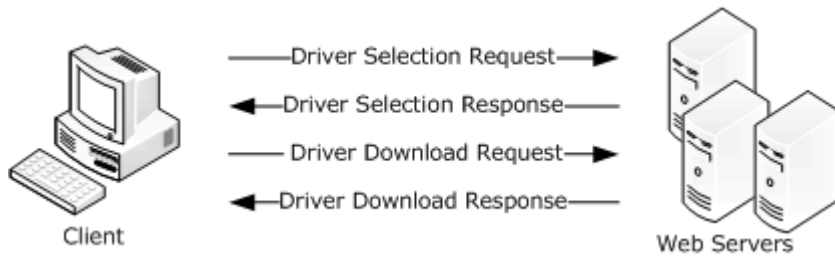 Driver Selection Request
Driver Selection Response
Driver Download Request
Driver Download Response
Client
Web Servers